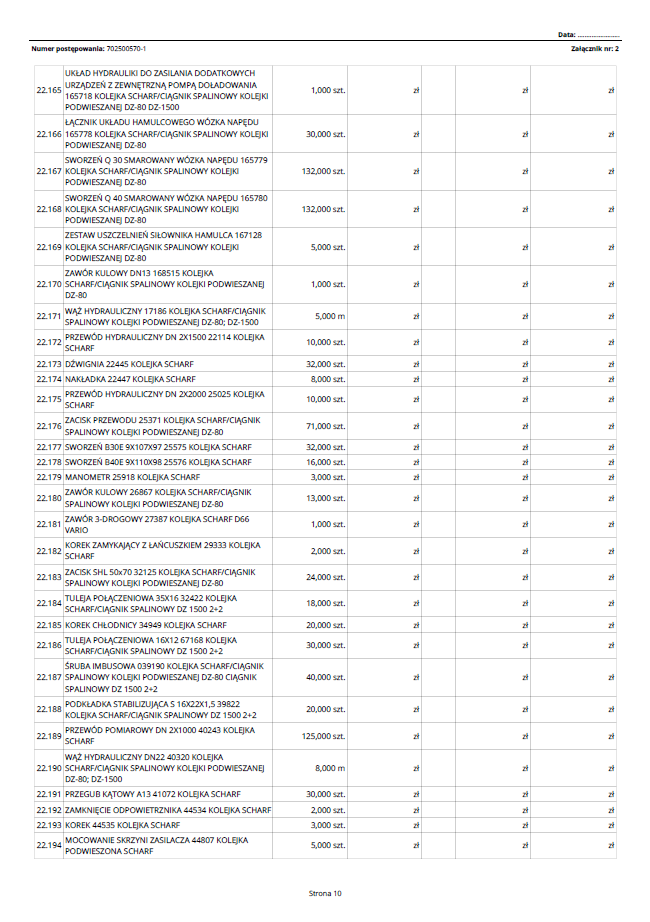 Data: ......................
Numer postępowania: 702500570-1 Załącznik nr: 2
UKŁAD HYDRAULIKI DO ZASILANIA DODATKOWYCH
URZĄDZEŃ Z ZEWNĘTRZNĄ POMPĄ DOŁADOWANIA
22.165 165718 KOLEJKA SCHARF/CIĄGNIK SPALINOWY KOLEJKI 1,000 szt. zł zł zł
PODWIESZANEJ DZ-80 DZ-1500
ŁĄCZNIK UKŁADU HAMULCOWEGO WÓZKA NAPĘDU
22.166 165778 KOLEJKA SCHARF/CIĄGNIK SPALINOWY KOLEJKI 30,000 szt. zł zł zł
PODWIESZANEJ DZ-80
SWORZEŃ Q 30 SMAROWANY WÓZKA NAPĘDU 165779
22.167 KOLEJKA SCHARF/CIĄGNIK SPALINOWY KOLEJKI 132,000 szt. zł zł zł
PODWIESZANEJ DZ-80
SWORZEŃ Q 40 SMAROWANY WÓZKA NAPĘDU 165780
22.168 KOLEJKA SCHARF/CIĄGNIK SPALINOWY KOLEJKI 132,000 szt. zł zł zł
PODWIESZANEJ DZ-80
ZESTAW USZCZELNIEŃ SIŁOWNIKA HAMULCA 167128
22.169 KOLEJKA SCHARF/CIĄGNIK SPALINOWY KOLEJKI 5,000 szt. zł zł zł
PODWIESZANEJ DZ-80
ZAWÓR KULOWY DN13 168515 KOLEJKA
22.170 SCHARF/CIĄGNIK SPALINOWY KOLEJKI PODWIESZANEJ 1,000 szt. zł zł zł
DZ-80
22.171 WĄŻ HYDRAULICZNY 17186 KOLEJKA SCHARF/CIĄGNIK 5,000 m zł zł zł
SPALINOWY KOLEJKI PODWIESZANEJ DZ-80; DZ-1500
22.172 PRZEWÓD HYDRAULICZNY DN 2X1500 22114 KOLEJKA 10,000 szt. zł zł zł
SCHARF
22.173 DŹWIGNIA 22445 KOLEJKA SCHARF 32,000 szt. zł zł zł
22.174 NAKŁADKA 22447 KOLEJKA SCHARF 8,000 szt. zł zł zł
22.175 PRZEWÓD HYDRAULICZNY DN 2X2000 25025 KOLEJKA 10,000 szt. zł zł zł
SCHARF
22.176 ZACISK PRZEWODU 25371 KOLEJKA SCHARF/CIĄGNIK 71,000 szt. zł zł zł
SPALINOWY KOLEJKI PODWIESZANEJ DZ-80
22.177 SWORZEŃ B30E 9X107X97 25575 KOLEJKA SCHARF 32,000 szt. zł zł zł
22.178 SWORZEŃ B40E 9X110X98 25576 KOLEJKA SCHARF 16,000 szt. zł zł zł
22.179 MANOMETR 25918 KOLEJKA SCHARF 3,000 szt. zł zł zł
22.180 ZAWÓR KULOWY 26867 KOLEJKA SCHARF/CIĄGNIK 13,000 szt. zł zł zł
SPALINOWY KOLEJKI PODWIESZANEJ DZ-80
22.181 ZAWÓR 3-DROGOWY 27387 KOLEJKA SCHARF D66 1,000 szt. zł zł zł
VARIO
22.182 KOREK ZAMYKAJĄCY Z ŁAŃCUSZKIEM 29333 KOLEJKA 2,000 szt. zł zł zł
SCHARF
22.183 ZACISK SHL 50x70 32125 KOLEJKA SCHARF/CIĄGNIK 24,000 szt. zł zł zł
SPALINOWY KOLEJKI PODWIESZANEJ DZ-80
22.184 TULEJA POŁĄCZENIOWA 35X16 32422 KOLEJKA 18,000 szt. zł zł zł
SCHARF/CIĄGNIK SPALINOWY DZ 1500 2+2
22.185 KOREK CHŁODNICY 34949 KOLEJKA SCHARF 20,000 szt. zł zł zł
22.186 TULEJA POŁĄCZENIOWA 16X12 67168 KOLEJKA 30,000 szt. zł zł zł
SCHARF/CIĄGNIK SPALINOWY DZ 1500 2+2
ŚRUBA IMBUSOWA 039190 KOLEJKA SCHARF/CIĄGNIK
22.187 SPALINOWY KOLEJKI PODWIESZANEJ DZ-80 CIĄGNIK 40,000 szt. zł zł zł
SPALINOWY DZ 1500 2+2
22.188 PODKŁADKA STABILIZUJĄCA S 16X22X1,5 39822 20,000 szt. zł zł zł
KOLEJKA SCHARF/CIĄGNIK SPALINOWY DZ 1500 2+2
22.189 PRZEWÓD POMIAROWY DN 2X1000 40243 KOLEJKA 125,000 szt. zł zł zł
SCHARF
WĄŻ HYDRAULICZNY DN22 40320 KOLEJKA
22.190 SCHARF/CIĄGNIK SPALINOWY KOLEJKI PODWIESZANEJ 8,000 m zł zł zł
DZ-80; DZ-1500
22.191 PRZEGUB KĄTOWY A13 41072 KOLEJKA SCHARF 30,000 szt. zł zł zł
22.192 ZAMKNIĘCIE ODPOWIETRZNIKA 44534 KOLEJKA SCHARF 2,000 szt. zł zł zł
22.193 KOREK 44535 KOLEJKA SCHARF 3,000 szt. zł zł zł
22.194 MOCOWANIE SKRZYNI ZASILACZA 44807 KOLEJKA 5,000 szt. zł zł zł
PODWIESZONA SCHARF
Strona 10